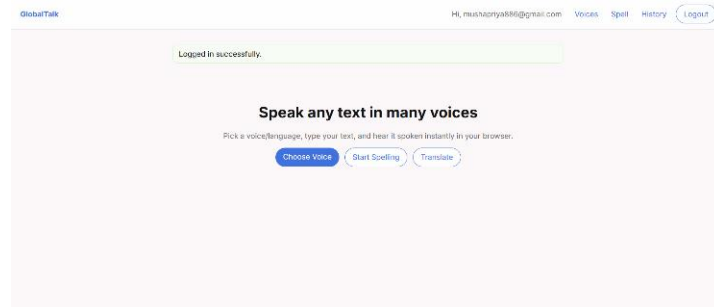 GlobalTalk
Hi, mushapriya886@gmail.com Voices Spell History Logout
Logged in successfully.
Speak any text in many voices
Pick a voice/language, type your text, and hear it spoken instantly in your browser.
Choose Voice Start Spelling Translate